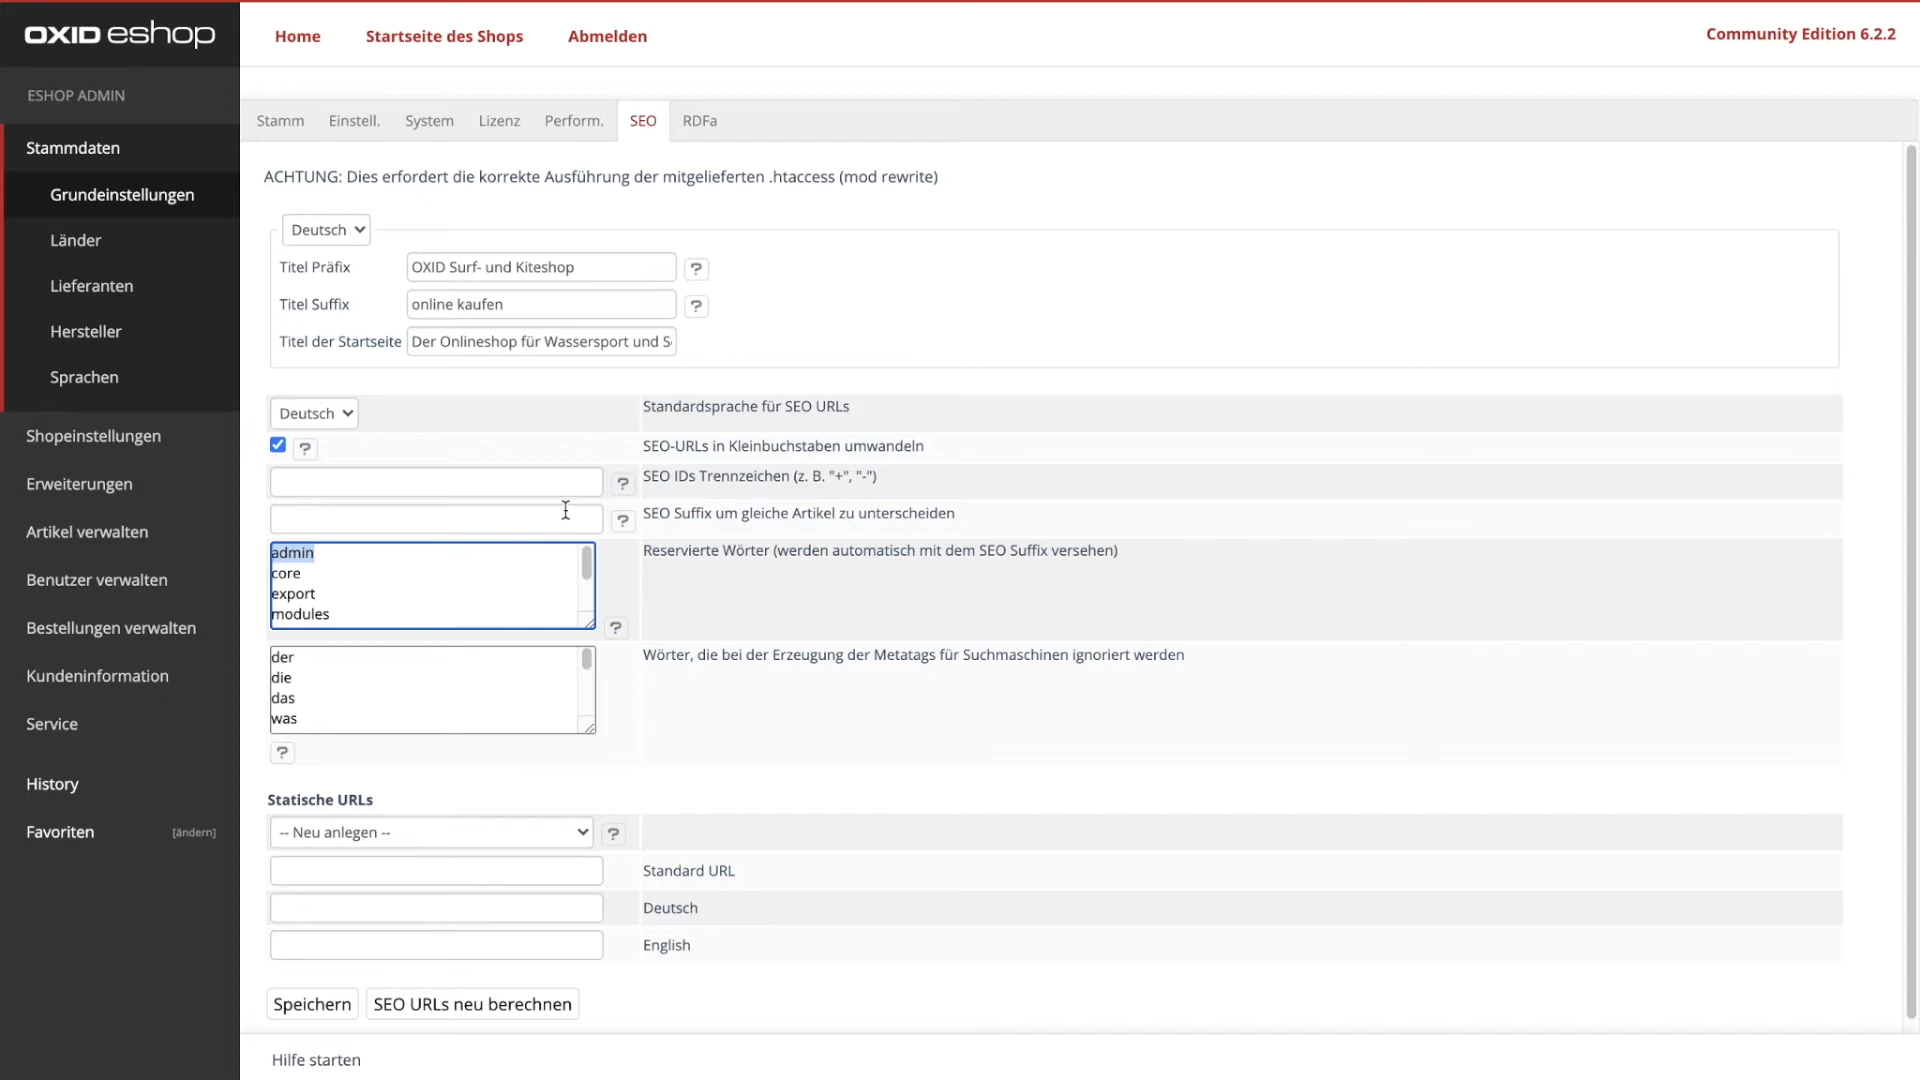 OXID eshop
Home
Startseite des Shops
Abmelden
Community Edition 6.2.2
ESHOP ADMIN
Stammdaten
Grundeinstellungen
Länder
Lieferanten
Hersteller
Sprachen
Shopeinstellungen
Erweiterungen
Artikel verwalten
Benutzer verwalten
Bestellungen verwalten
Kundeninformation
Service
History
Favoriten [ändern]
Stamm Einstell. System Lizenz Perform. SEO RDFa
ACHTUNG: Dies erfordert die korrekte Ausführung der mitgelieferten .htaccess (mod rewrite)
Deutsch
Titel Präfix OXID Surf- und Kiteshop ?
Titel Suffix online kaufen ?
Titel der Startseite Der Onlineshop für Wassersport und S
Deutsch Standardsprache für SEO URLs
? SEO-URLs in Kleinbuchstaben umwandeln
? SEO IDs Trennzeichen (z. B. "+", "-")
? SEO Suffix um gleiche Artikel zu unterscheiden
admin
core
export
modules
? Reservierte Wörter (werden automatisch mit dem SEO Suffix versehen)
der
die
das
was
? Wörter, die bei der Erzeugung der Metatags für Suchmaschinen ignoriert werden
Statische URLs
-- Neu anlegen -- ?
Standard URL
Deutsch
English
Speichern SEO URLs neu berechnen
Hilfe starten